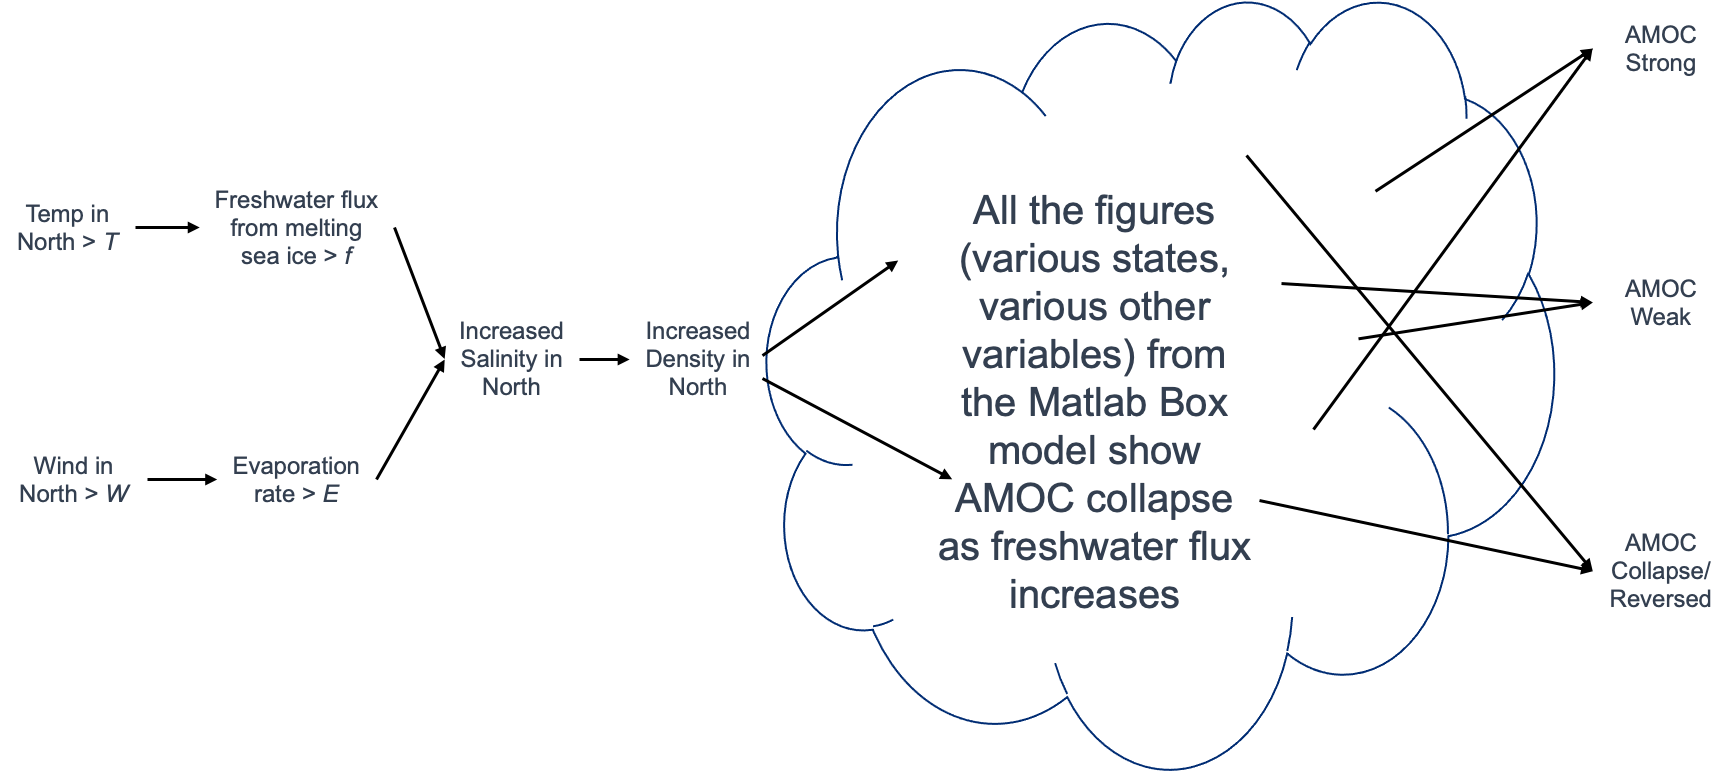 Temp in
North > T
Freshwater flux
from melting
sea ice > f
Wind in
North > W
Evaporation
rate > E
Increased
Salinity in
North
Increased
Density in
North
All the figures
(various states,
various other
variables) from
the Matlab Box
model show
AMOC collapse
as freshwater flux
increases
AMOC
Strong
AMOC
Weak
AMOC
Collapse/
Reversed